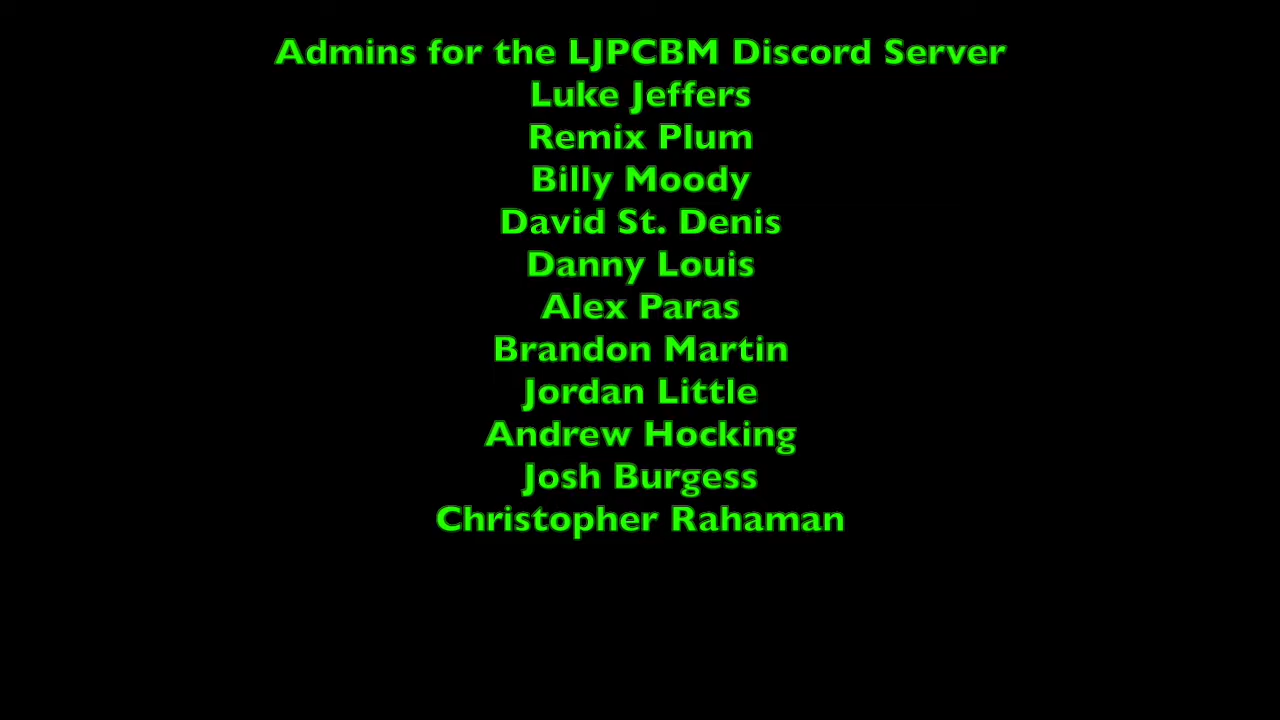 Admins for the LJPCBM Discord Server
Luke Jeffers
Remix Plum
Billy Moody
David St. Denis
Danny Louis
Alex Paras
Brandon Martin
Jordan Little
Andrew Hocking
Josh Burgess
Christopher Rahaman